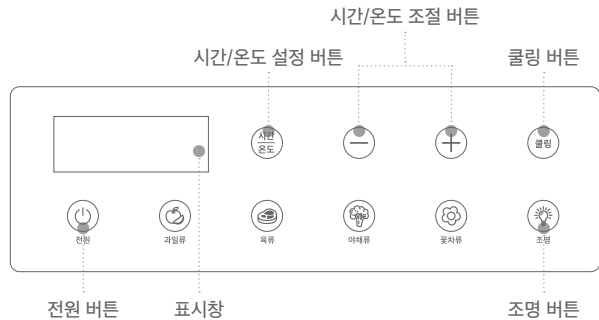 시간/온도 조절 버튼
시간/온도 설정 버튼
쿨링 버튼
시간
온도
쿨링
전원
과일류
육류
야채류
꽃차류
조명
전원 버튼
표시창
조명 버튼